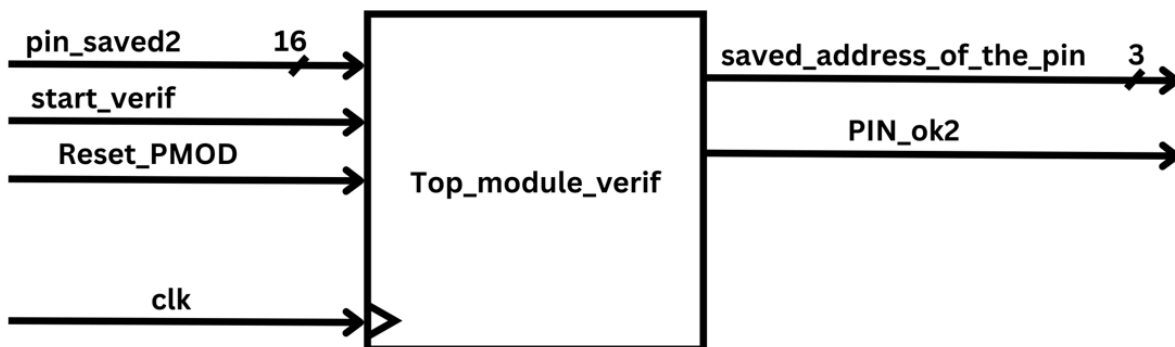 pin_saved2 16
start_verif
Reset_PMOD
clk
Top_module_verif
saved_address_of_the_pin 3
PIN_ok2